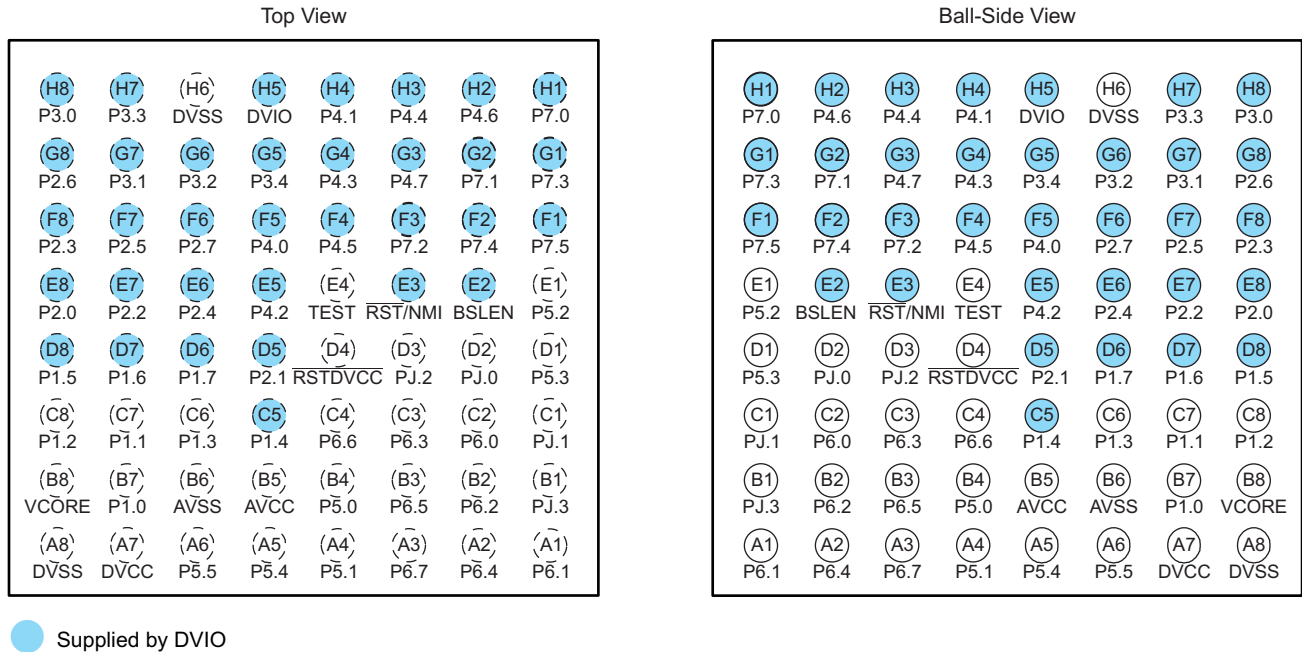 Top View
H8 H7 H6 H5 H4 H3 H2 H1
P3.0 P3.3 DVSS DVIO P4.1 P4.4 P4.6 P7.0
G8 G7 G6 G5 G4 G3 G2 G1
P2.6 P3.1 P3.2 P3.4 P4.3 P4.7 P7.1 P7.3
F8 F7 F6 F5 F4 F3 F2 F1
P2.3 P2.5 P2.7 P4.0 P4.5 P7.2 P7.4 P7.5
E8 E7 E6 E5 E4 E3 E2 E1
P2.0 P2.2 P2.4 P4.2 TEST RST/NMI BSLEN P5.2
D8 D7 D6 D5 D4 D3 D2 D1
P1.5 P1.6 P1.7 P2.1 RSTDVCC PJ.2 PJ.0 P5.3
C8 C7 C6 C5 C4 C3 C2 C1
P1.2 P1.1 P1.3 P1.4 P6.6 P6.3 P6.0 PJ.1
B8 B7 B6 B5 B4 B3 B2 B1
VCORE P1.0 AVSS AVCC P5.0 P6.5 P6.2 PJ.3
A8 A7 A6 A5 A4 A3 A2 A1
DVSS DVCC P5.5 P5.4 P5.1 P6.7 P6.4 P6.1
Ball-Side View
H1 H2 H3 H4 H5 H6 H7 H8
P7.0 P4.6 P4.4 P4.1 DVIO DVSS P3.3 P3.0
G1 G2 G3 G4 G5 G6 G7 G8
P7.3 P7.1 P4.7 P4.3 P3.4 P3.2 P3.1 P2.6
F1 F2 F3 F4 F5 F6 F7 F8
P7.5 P7.4 P7.2 P4.5 P4.0 P2.7 P2.5 P2.3
E1 E2 E3 E4 E5 E6 E7 E8
P5.2 BSLEN RST/NMI TEST P4.2 P2.4 P2.2 P2.0
D1 D2 D3 D4 D5 D6 D7 D8
P5.3 PJ.0 PJ.2 RSTDVCC P2.1 P1.7 P1.6 P1.5
C1 C2 C3 C4 C5 C6 C7 C8
PJ.1 P6.0 P6.3 P6.6 P1.4 P1.3 P1.1 P1.2
B1 B2 B3 B4 B5 B6 B7 B8
PJ.3 P6.2 P6.5 P5.0 AVCC AVSS P1.0 VCORE
A1 A2 A3 A4 A5 A6 A7 A8
P6.1 P6.4 P6.7 P5.1 P5.4 P5.5 DVCC DVSS
Supplied by DVIO